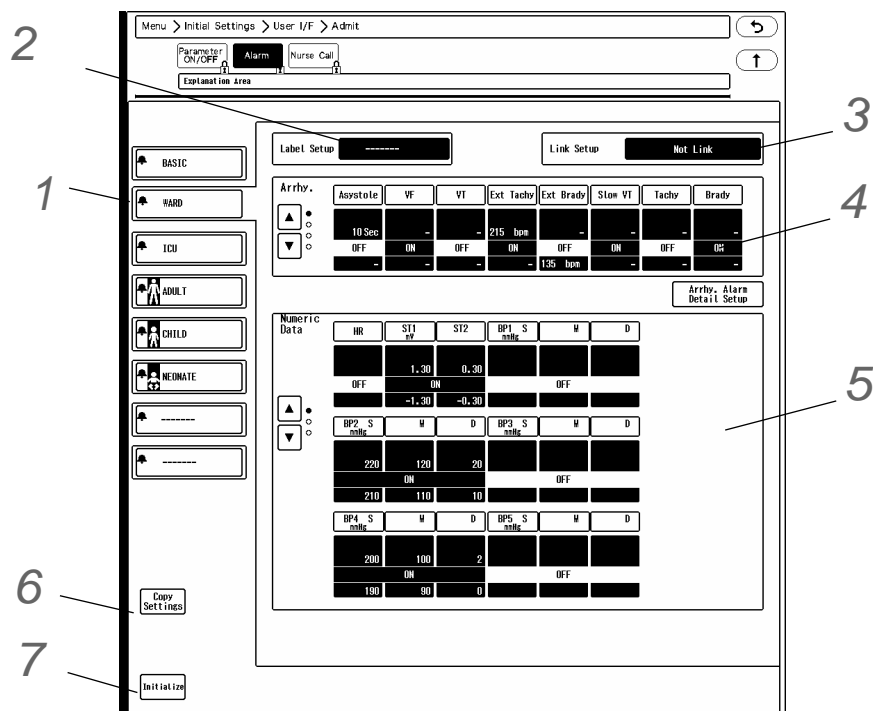 Menu > Initial Settings > User I/F > Admit
Parameter ON/OFF Alarm Nurse Call
Explanation Area
2
3
Label Setup -------
Link Setup Not Link
BASIC
1
WARD
ICU
ADULT
CHILD
NEONATE
-------
-------
Arrhy.
Asystole VF VT Ext Tachy Ext Brady Slow VT Tachy Brady
10 Sec - - 215 bpm - - - -
OFF ON OFF ON OFF ON OFF ON
- - - - 135 bpm - - -
4
Arrhy. Alarm
Detail Setup
Numeric
Data
HR ST1 mV ST2 BP1 S mmHg M D
1.30 0.30
OFF ON OFF
-1.30 -0.30
5
BP2 S mmHg M D BP3 S mmHg M D
220 120 20
ON OFF
210 110 10
BP4 S mmHg M D BP5 S mmHg M D
200 100 2
ON OFF
190 90 0
6
Copy
Settings
7
Initialize